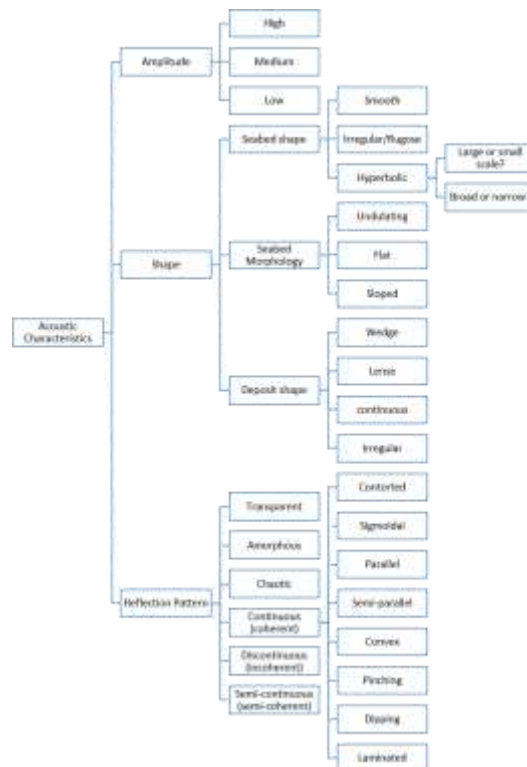 High
Amplitude
Medium
Low
Smooth
Seabed shape
Irregular/Rugose
Large or small
scale?
Hyperbolic
Broad or narrow
Undulating
Shape
Seabed
Morphology
Flat
Sloped
Acoustic
Characteristics
Wedge
Lense
Deposit shape
continuous
Irregular
Contorted
Transparent
Sigmoidal
Amorphous
Parallel
Chaotic
Reflection Pattern
Semi-parallel
Continuous
(coherent)
Convex
Discontinuous
(incoherent)
Pinching
Semi-continuous
(semi-coherent)
Dipping
Laminated